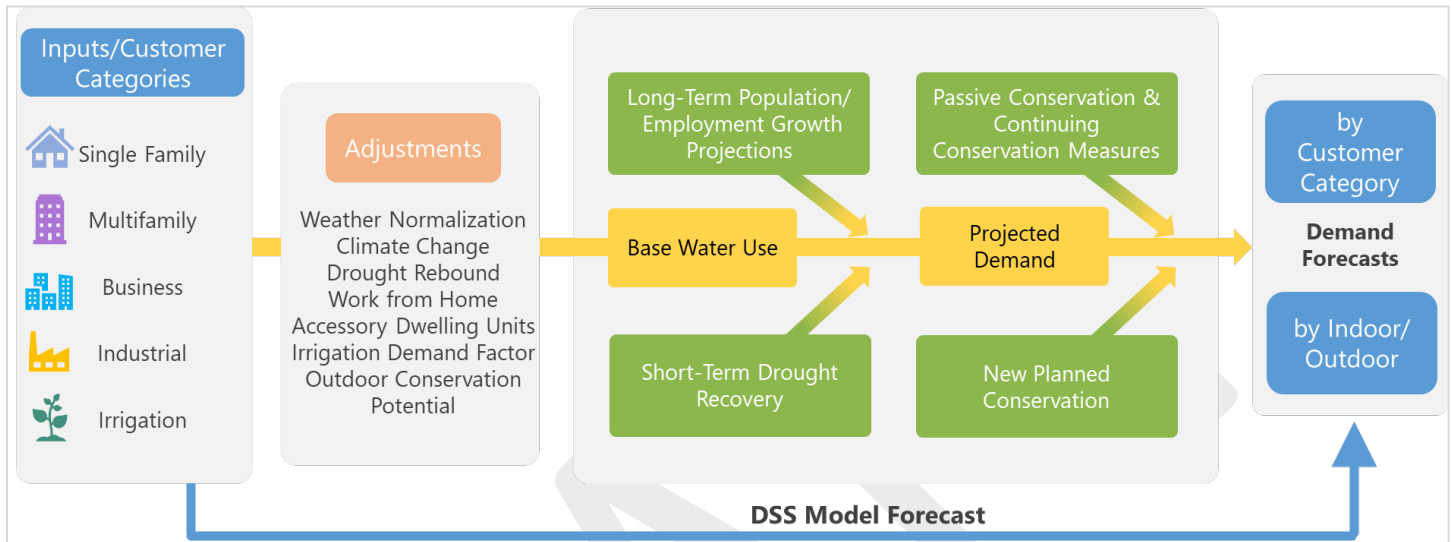 Inputs/Customer
Categories
Single Family
Multifamily
Business
Industrial
Irrigation
Adjustments
Weather Normalization
Climate Change
Drought Rebound
Work from Home
Accessory Dwelling Units
Irrigation Demand Factor
Outdoor Conservation
Potential
Long-Term Population/
Employment Growth
Projections
Passive Conservation &
Continuing
Conservation Measures
Base Water Use
Projected
Demand
Short-Term Drought
Recovery
New Planned
Conservation
by
Customer
Category
Demand
Forecasts
by Indoor/
Outdoor
DSS Model Forecast